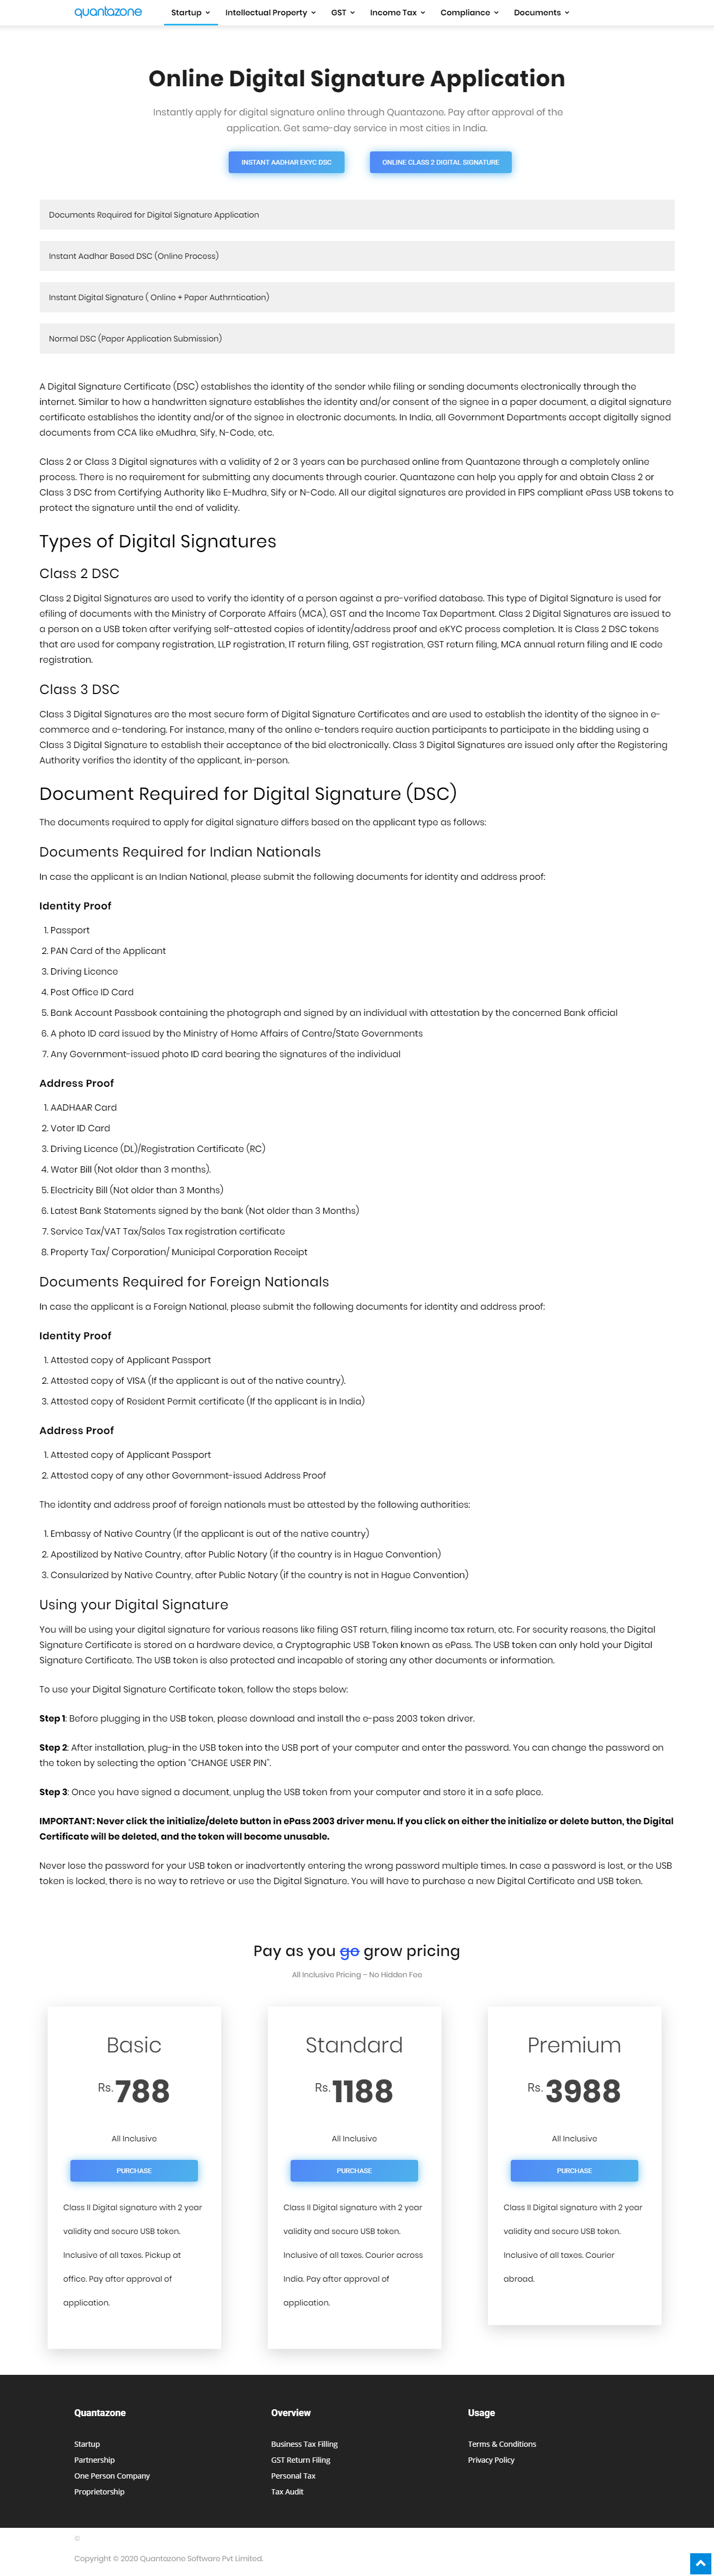 quantazone
Startup
Intellectual Property
GST
Income Tax
Compliance
Documents
Online Digital Signature Application
Instantly apply for digital signature online through Quantazone. Pay after approval of the
application. Get same-day service in most cities in India.
INSTANT AADHAR EKYC DSC
ONLINE CLASS 2 DIGITAL SIGNATURE
Documents Required for Digital Signature Application
Instant Aadhar Based DSC (Online Process)
Instant Digital Signature ( Online + Paper Authrntication)
Normal DSC (Paper Application Submission)
A Digital Signature Certificate (DSC) establishes the identity of the sender while filing or sending documents electronically through the
internet. Similar to how a handwritten signature establishes the identity and/or consent of the signee in a paper document, a digital signature
certificate establishes the identity and/or of the signee in electronic documents. In India, all Government Departments accept digitally signed
documents from CCA like eMudhra, Sify, N-Code, etc.
Class 2 or Class 3 Digital signatures with a validity of 2 or 3 years can be purchased online from Quantazone through a completely online
process. There is no requirement for submitting any documents through courier. Quantazone can help you apply for and obtain Class 2 or
Class 3 DSC from Certifying Authority like E-Mudhra, Sify or N-Code. All our digital signatures are provided in FIPS compliant ePass USB tokens to
protect the signature until the end of validity.
Types of Digital Signatures
Class 2 DSC
Class 2 Digital Signatures are used to verify the identity of a person against a pre-verified database. This type of Digital Signature is used for
efiling of documents with the Ministry of Corporate Affairs (MCA), GST and the Income Tax Department. Class 2 Digital Signatures are issued to
a person on a USB token after verifying self-attested copies of identity/address proof and eKYC process completion. It is Class 2 DSC tokens
that are used for company registration, LLP registration, IT return filing, GST registration, GST return filing, MCA annual return filing and IE code
registration.
Class 3 DSC
Class 3 Digital Signatures are the most secure form of Digital Signature Certificates and are used to establish the identity of the signee in e-
commerce and e-tendering. For instance, many of the online e-tenders require auction participants to participate in the bidding using a
Class 3 Digital Signature to establish their acceptance of the bid electronically. Class 3 Digital Signatures are issued only after the Registering
Authority verifies the identity of the applicant, in-person.
Document Required for Digital Signature (DSC)
The documents required to apply for digital signature differs based on the applicant type as follows:
Documents Required for Indian Nationals
In case the applicant is an Indian National, please submit the following documents for identity and address proof:
Identity Proof
1. Passport
2. PAN Card of the Applicant
3. Driving Licence
4. Post Office ID Card
5. Bank Account Passbook containing the photograph and signed by an individual with attestation by the concerned Bank official
6. A photo ID card issued by the Ministry of Home Affairs of Centre/State Governments
7. Any Government-issued photo ID card bearing the signatures of the individual
Address Proof
1. AADHAAR Card
2. Voter ID Card
3. Driving Licence (DL)/Registration Certificate (RC)
4. Water Bill (Not older than 3 months).
5. Electricity Bill (Not older than 3 Months)
6. Latest Bank Statements signed by the bank (Not older than 3 Months)
7. Service Tax/VAT Tax/Sales Tax registration certificate
8. Property Tax/ Corporation/ Municipal Corporation Receipt
Documents Required for Foreign Nationals
In case the applicant is a Foreign National, please submit the following documents for identity and address proof:
Identity Proof
1. Attested copy of Applicant Passport
2. Attested copy of VISA (If the applicant is out of the native country).
3. Attested copy of Resident Permit certificate (If the applicant is in India)
Address Proof
1. Attested copy of Applicant Passport
2. Attested copy of any other Government-issued Address Proof
The identity and address proof of foreign nationals must be attested by the following authorities:
1. Embassy of Native Country (If the applicant is out of the native country)
2. Apostilized by Native Country, after Public Notary (if the country is in Hague Convention)
3. Consularized by Native Country, after Public Notary (if the country is not in Hague Convention)
Using your Digital Signature
You will be using your digital signature for various reasons like filing GST return, filing income tax return, etc. For security reasons, the Digital
Signature Certificate is stored on a hardware device, a Cryptographic USB Token known as ePass. The USB token can only hold your Digital
Signature Certificate. The USB token is also protected and incapable of storing any other documents or information.
To use your Digital Signature Certificate token, follow the steps below:
Step 1: Before plugging in the USB token, please download and install the e-pass 2003 token driver.
Step 2: After installation, plug-in the USB token into the USB port of your computer and enter the password. You can change the password on
the token by selecting the option "CHANGE USER PIN".
Step 3: Once you have signed a document, unplug the USB token from your computer and store it in a safe place.
IMPORTANT: Never click the initialize/delete button in ePass 2003 driver menu. If you click on either the initialize or delete button, the Digital
Certificate will be deleted, and the token will become unusable.
Never lose the password for your USB token or inadvertently entering the wrong password multiple times. In case a password is lost, or the USB
token is locked, there is no way to retrieve or use the Digital Signature. You will have to purchase a new Digital Certificate and USB token.
Pay as you go grow pricing
All Inclusive Pricing – No Hidden Fee
Basic
Rs. 788
All Inclusive
PURCHASE
Class II Digital signature with 2 year
validity and secure USB token.
Inclusive of all taxes. Pickup at
office. Pay after approval of
application.
Standard
Rs. 1188
All Inclusive
PURCHASE
Class II Digital signature with 2 year
validity and secure USB token.
Inclusive of all taxes. Courier across
India. Pay after approval of
application.
Premium
Rs. 3988
All Inclusive
PURCHASE
Class II Digital signature with 2 year
validity and secure USB token.
Inclusive of all taxes. Courier
abroad.
Quantazone
Startup
Partnership
One Person Company
Proprietorship
Overview
Business Tax Filling
GST Return Filing
Personal Tax
Tax Audit
Usage
Terms & Conditions
Privacy Policy
©
Copyright © 2020 Quantazone Software Pvt Limited.